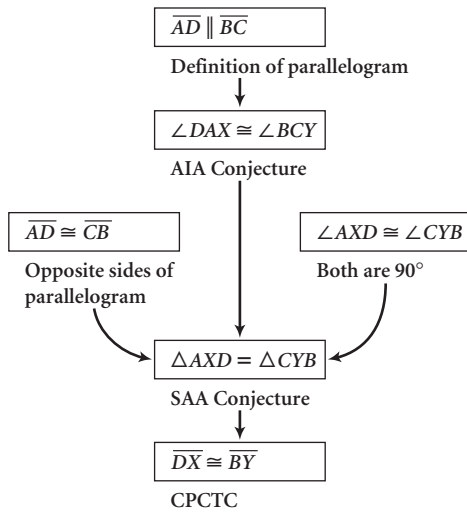 AD ∥ BC
Definition of parallelogram
∠DAX ≅ ∠BCY
AIA Conjecture
AD ≅ CB
Opposite sides of
parallelogram
∠AXD ≅ ∠CYB
Both are 90°
△AXD = △CYB
SAA Conjecture
DX ≅ BY
CPCTC